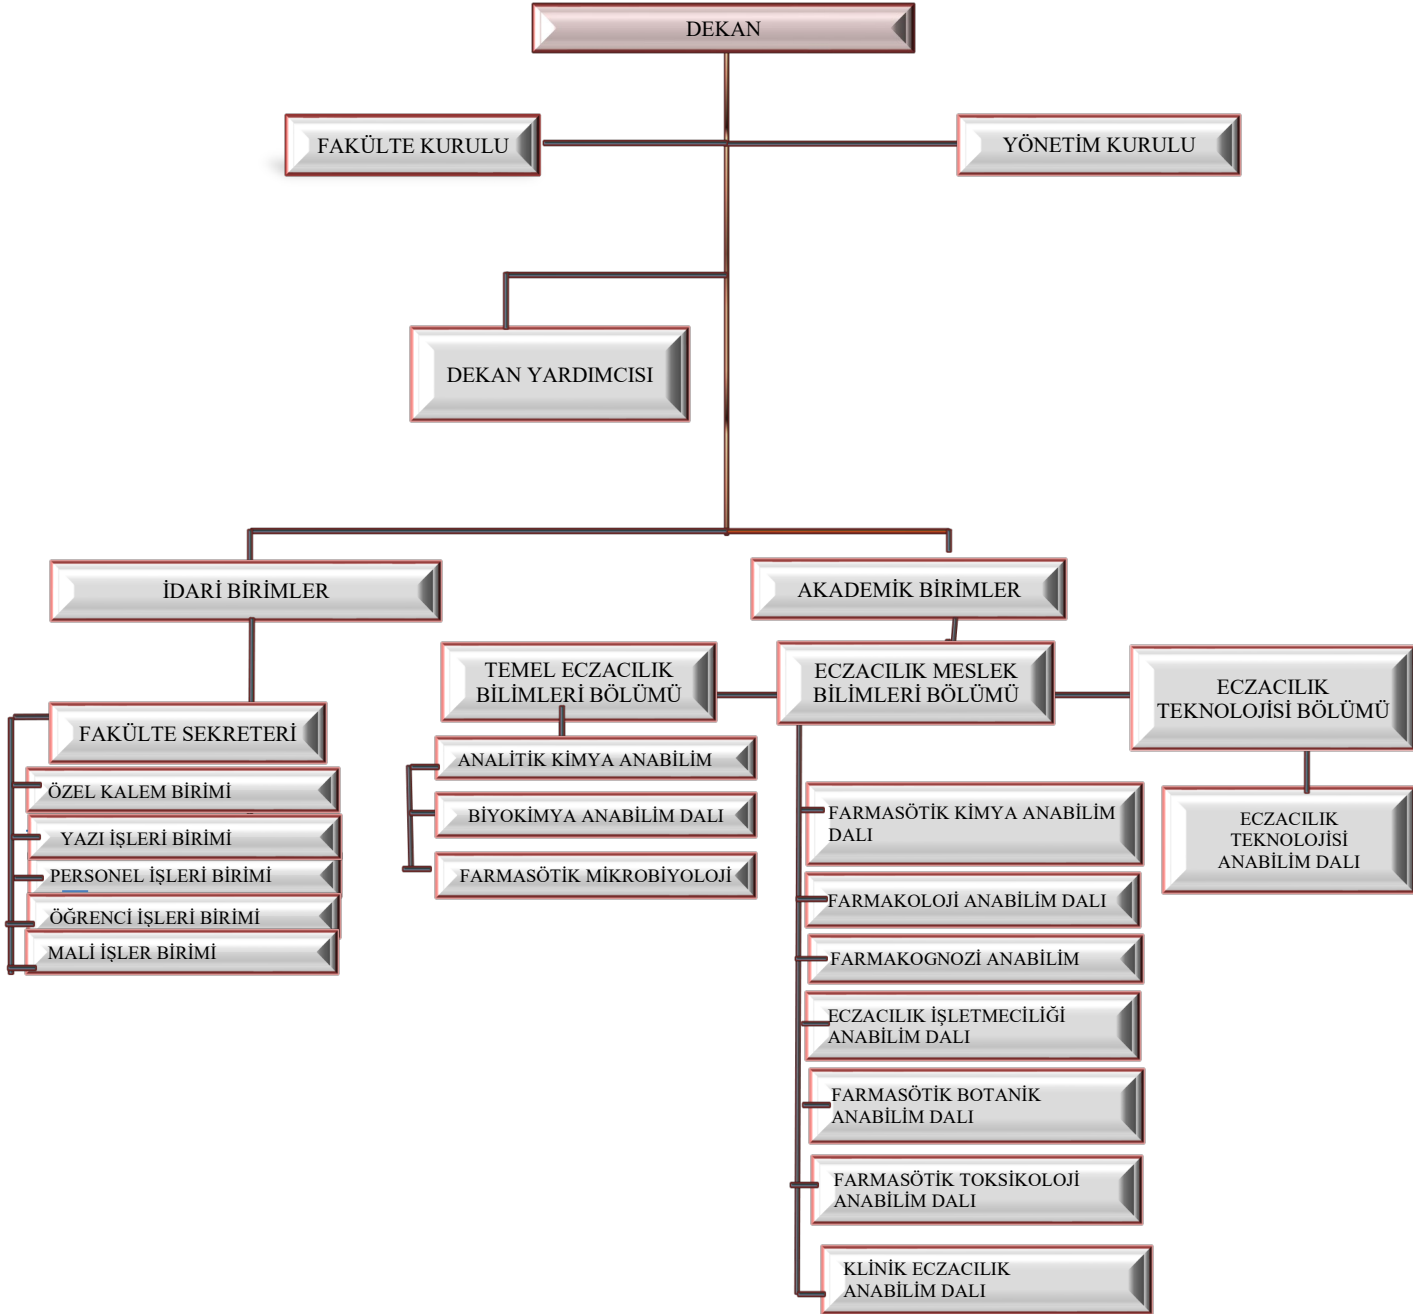 DEKAN
FAKÜLTE KURULU
YÖNETİM KURULU
DEKAN YARDIMCISI
İDARİ BİRİMLER
AKADEMİK BİRİMLER
TEMEL ECZACILIK
BİLİMLERİ BÖLÜMÜ
ECZACILIK MESLEK
BİLİMLERİ BÖLÜMÜ
ECZACILIK
TEKNOLOJİSİ BÖLÜMÜ
FAKÜLTE SEKRETERİ
ÖZEL KALEM BİRİMİ
YAZI İŞLERİ BİRİMİ
PERSONEL İŞLERİ BİRİMİ
ÖĞRENCİ İŞLERİ BİRİMİ
MALİ İŞLER BİRİMİ
ANALİTİK KİMYA ANABİLİM
BİYOKİMYA ANABİLİM DALI
FARMASÖTİK MİKROBİYOLOJİ
FARMASÖTİK KİMYA ANABİLİM
DALI
FARMAKOLOJİ ANABİLİM DALI
FARMAKOGNOZİ ANABİLİM
ECZACILIK İŞLETMECİLİĞİ
ANABİLİM DALI
FARMASÖTİK BOTANİK
ANABİLİM DALI
FARMASÖTİK TOKSİKOLOJİ
ANABİLİM DALI
KLİNİK ECZACILIK
ANABİLİM DALI
ECZACILIK
TEKNOLOJİSİ
ANABİLİM DALI